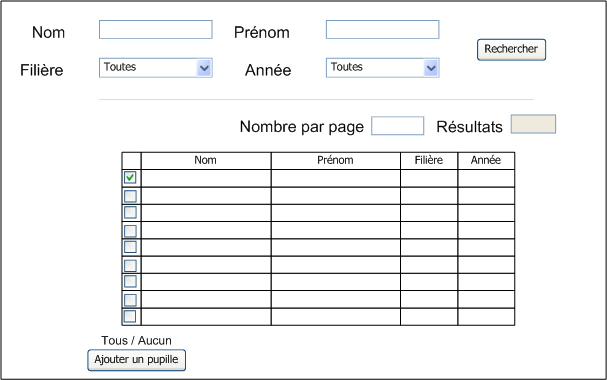 Nom Prénom
Rechercher
Filière Toutes Année Toutes
Nombre par page Résultats
Nom Prénom Filière Année
Tous / Aucun
Ajouter un pupille